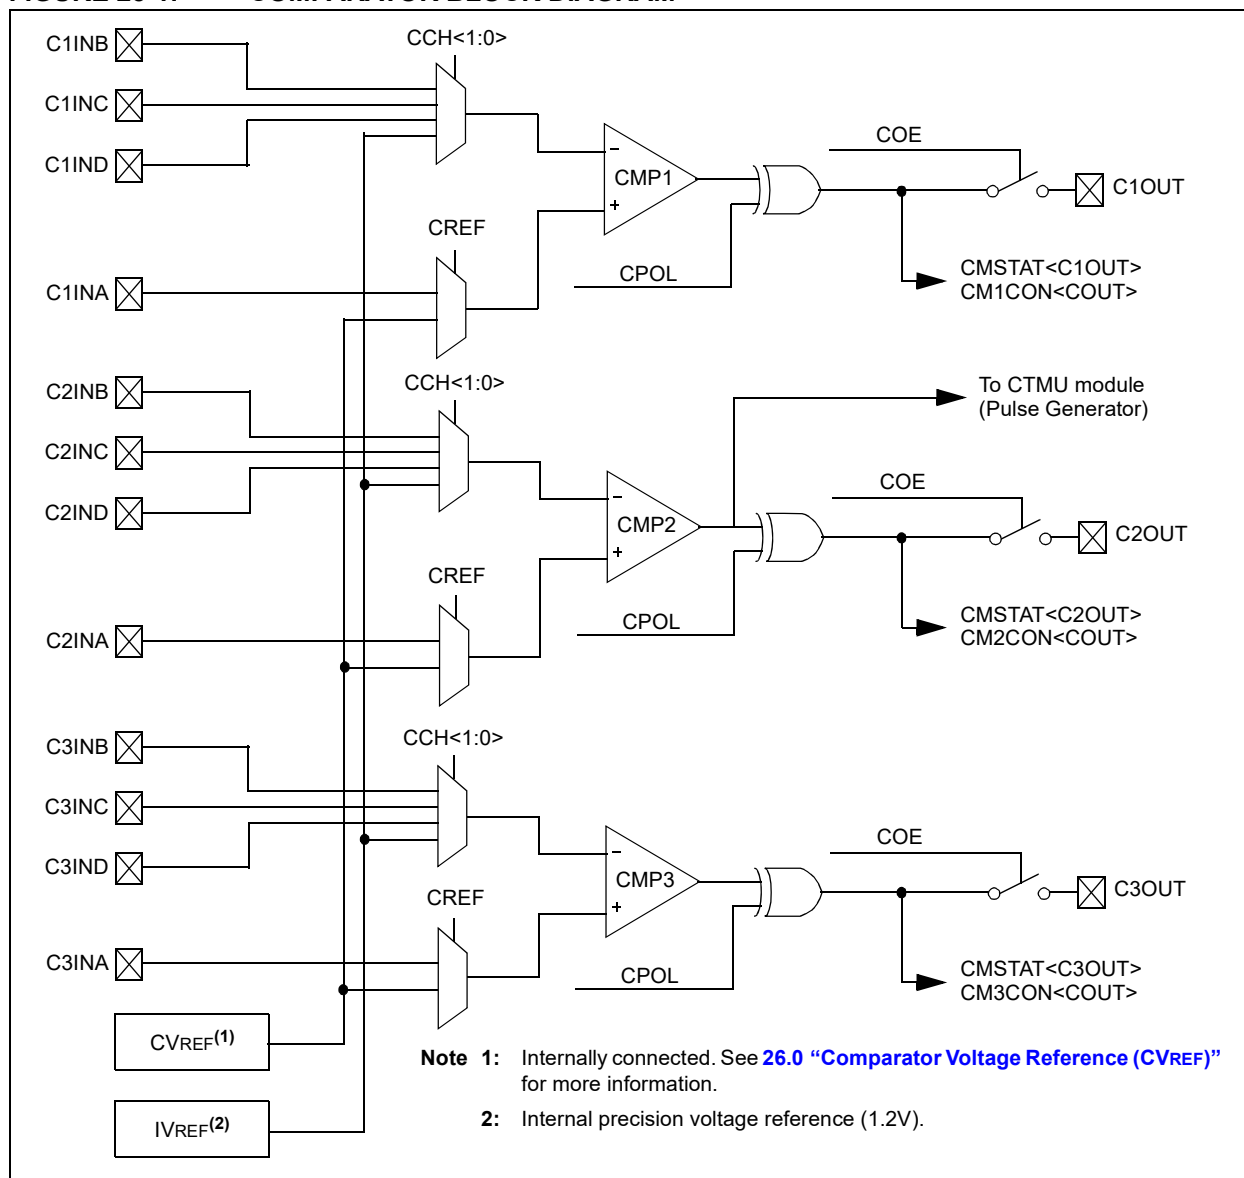 C1INB
CCH<1:0>
C1INC
C1IND
CMP1
COE
C1OUT
CREF
CPOL
C1INA
CMSTAT<C1OUT>
CM1CON<COUT>
C2INB
CCH<1:0>
To CTMU module
(Pulse Generator)
C2INC
C2IND
CMP2
COE
C2OUT
CREF
CPOL
C2INA
CMSTAT<C2OUT>
CM2CON<COUT>
C3INB
CCH<1:0>
C3INC
C3IND
CMP3
COE
C3OUT
CREF
CPOL
C3INA
CMSTAT<C3OUT>
CM3CON<COUT>
CVREF(1)
IVREF(2)
Note 1: Internally connected. See 26.0 “Comparator Voltage Reference (CVREF)”
for more information.
2: Internal precision voltage reference (1.2V).